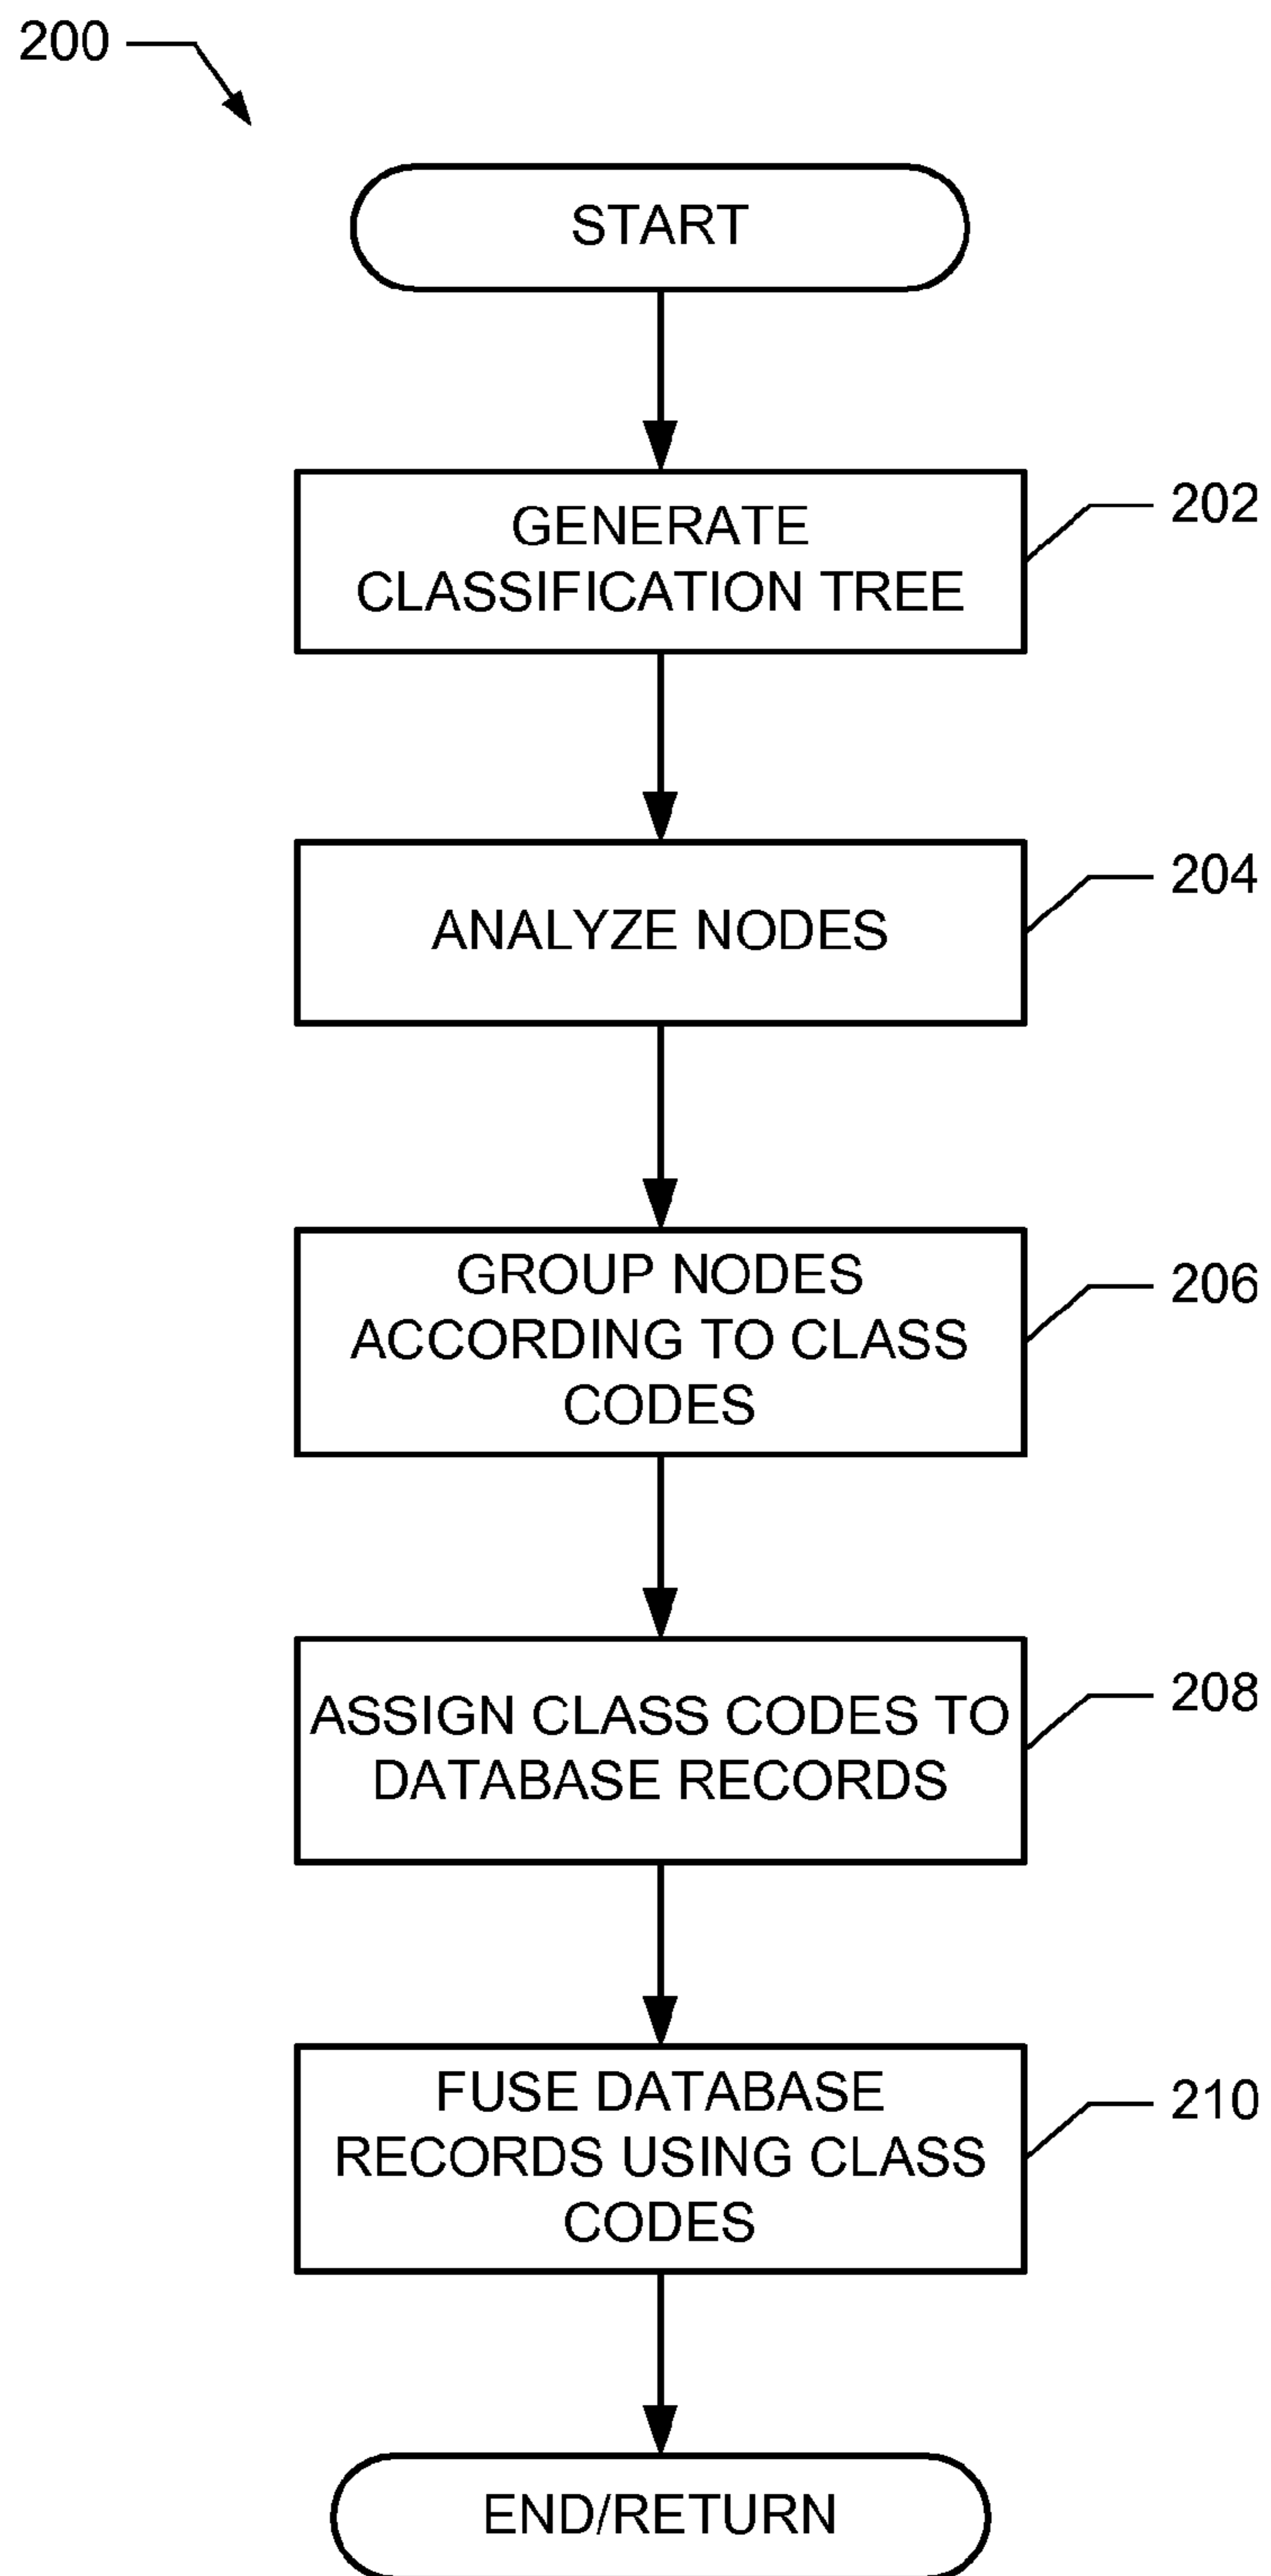 200
START
GENERATE
CLASSIFICATION TREE
202
ANALYZE NODES
204
GROUP NODES
ACCORDING TO CLASS
CODES
206
ASSIGN CLASS CODES TO
DATABASE RECORDS
208
FUSE DATABASE
RECORDS USING CLASS
CODES
210
END/RETURN